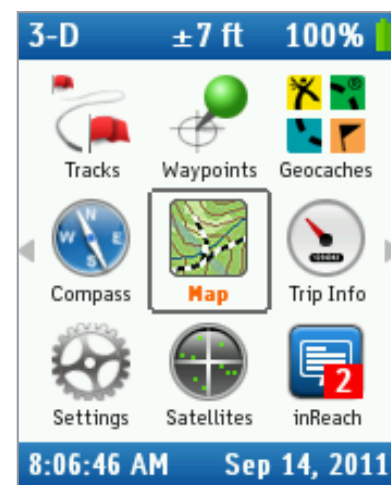 3-D ±7 ft 100%
Tracks Waypoints Geocaches
N
W E
S
Compass Map Trip Info
2
Settings Satellites inReach
8:06:46 AM Sep 14, 2011